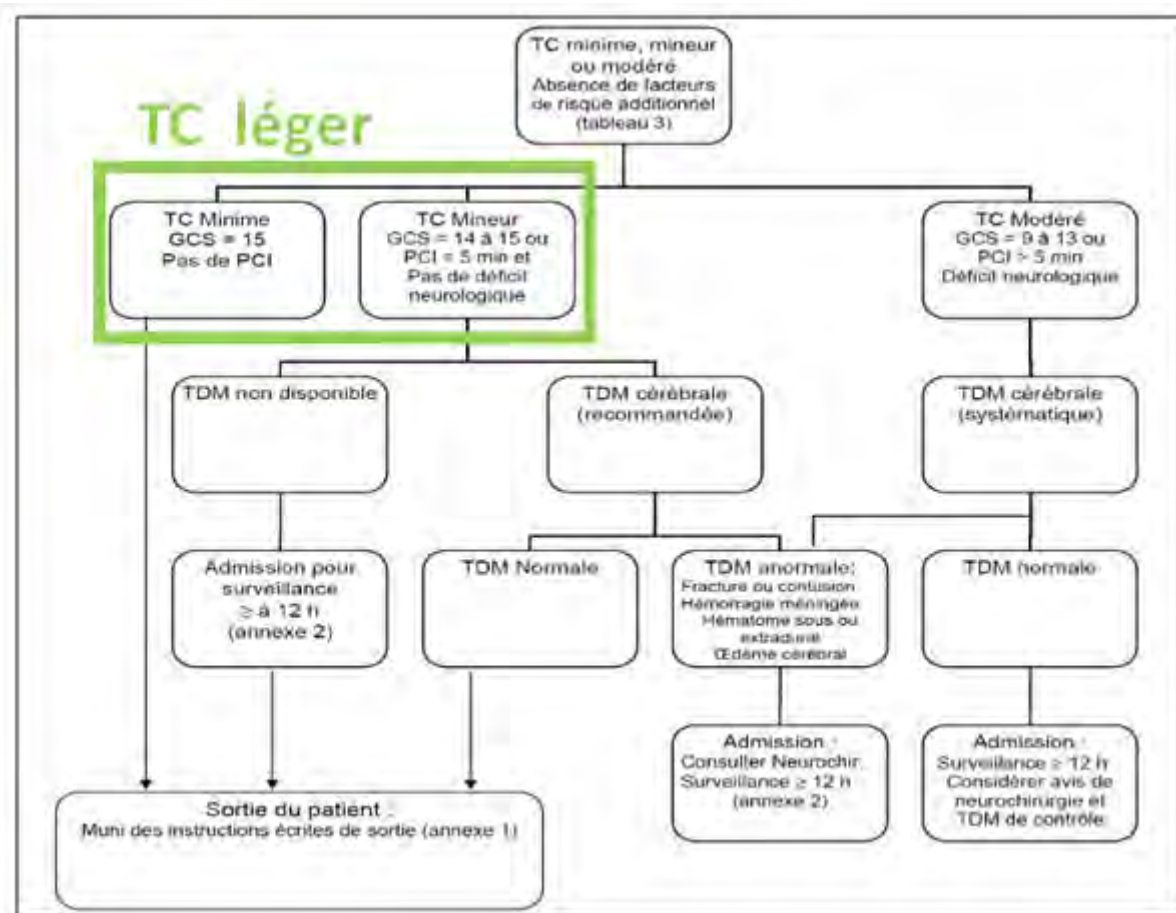 TC minime, mineur
ou modéré
Absence de facteurs
de risque additionnel
(tableau 3)
TC léger
TC Minime
GCS = 15
Pas de PCI
TC Mineur
GCS = 14 à 15 ou
PCI = 5 min et
Pas de déficit
neurologique
TC Modéré
GCS = 9 à 13 ou
PCI > 5 min
Déficit neurologique
TDM non disponible
TDM cérébrale
(recommandée)
TDM cérébrale
(systématique)
Admission pour
surveillance
≥ à 12 h
(annexe 2)
TDM Normale
TDM anormale:
Fracture ou contusion
Hémorragie méningée
Hématome sous ou
extradural
Œdème cérébral
TDM normale
Admission :
Consulter Neurochir.
Surveillance ≥ 12 h
(annexe 2)
Admission :
Surveillance ≥ 12 h
Considérer avis de
neurochirurgie et
TDM de contrôle
Sortie du patient :
Muni des instructions écrites de sortie (annexe 1)